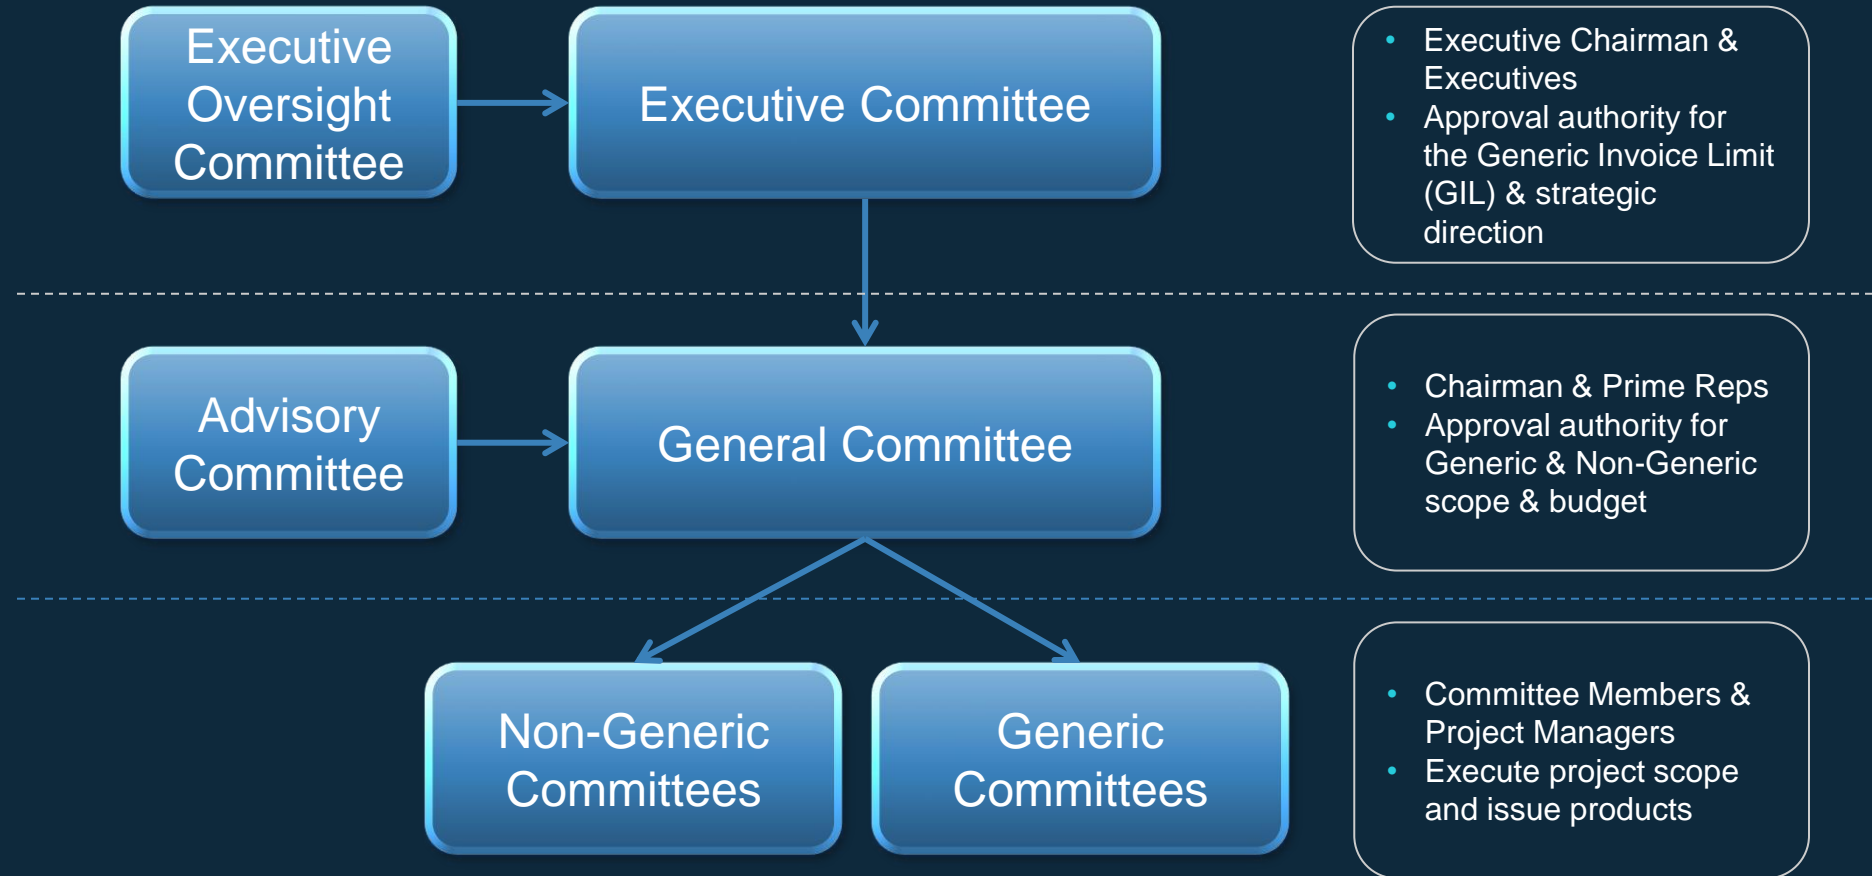 Executive
Oversight
Committee
Executive Committee
• Executive Chairman &
Executives
• Approval authority for
the Generic Invoice Limit
(GIL) & strategic
direction
Advisory
Committee
General Committee
• Chairman & Prime Reps
• Approval authority for
Generic & Non-Generic
scope & budget
Non-Generic
Committees
Generic
Committees
• Committee Members &
Project Managers
• Execute project scope
and issue products